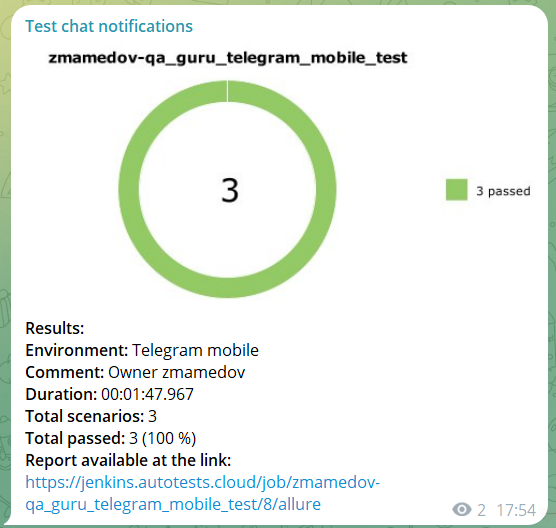 Test chat notifications
zmamedov-qa_guru_telegram_mobile_test
3
3 passed
Results:
Environment: Telegram mobile
Comment: Owner zmamedov
Duration: 00:01:47.967
Total scenarios: 3
Total passed: 3 (100 %)
Report available at the link:
https://jenkins.autotests.cloud/job/zmamedov-
qa_guru_telegram_mobile_test/8/allure
2 17:54